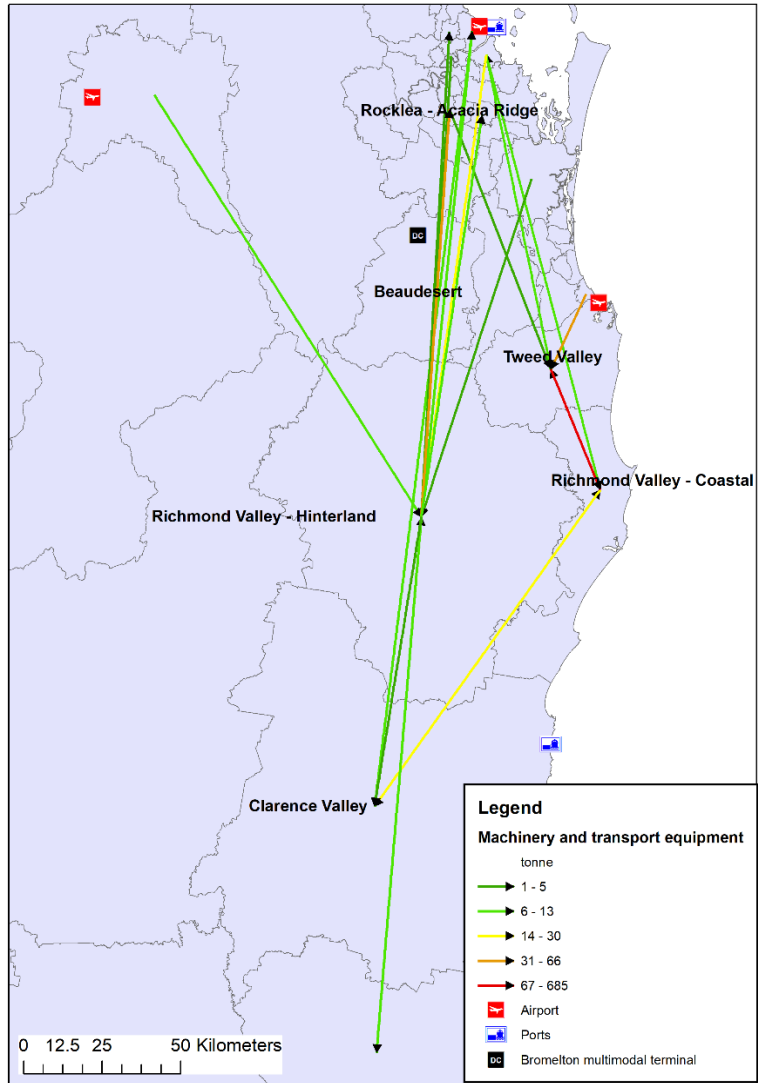 Rocklea - Acacia Ridge
DC
Beaudesert
Tweed Valley
Richmond Valley - Coastal
Richmond Valley - Hinterland
Clarence Valley
Legend
Machinery and transport equipment
tonne
1 - 5
6 - 13
14 - 30
31 - 66
67 - 685
Airport
Ports
DC Bromelton multimodal terminal
0 12.5 25 50 Kilometers